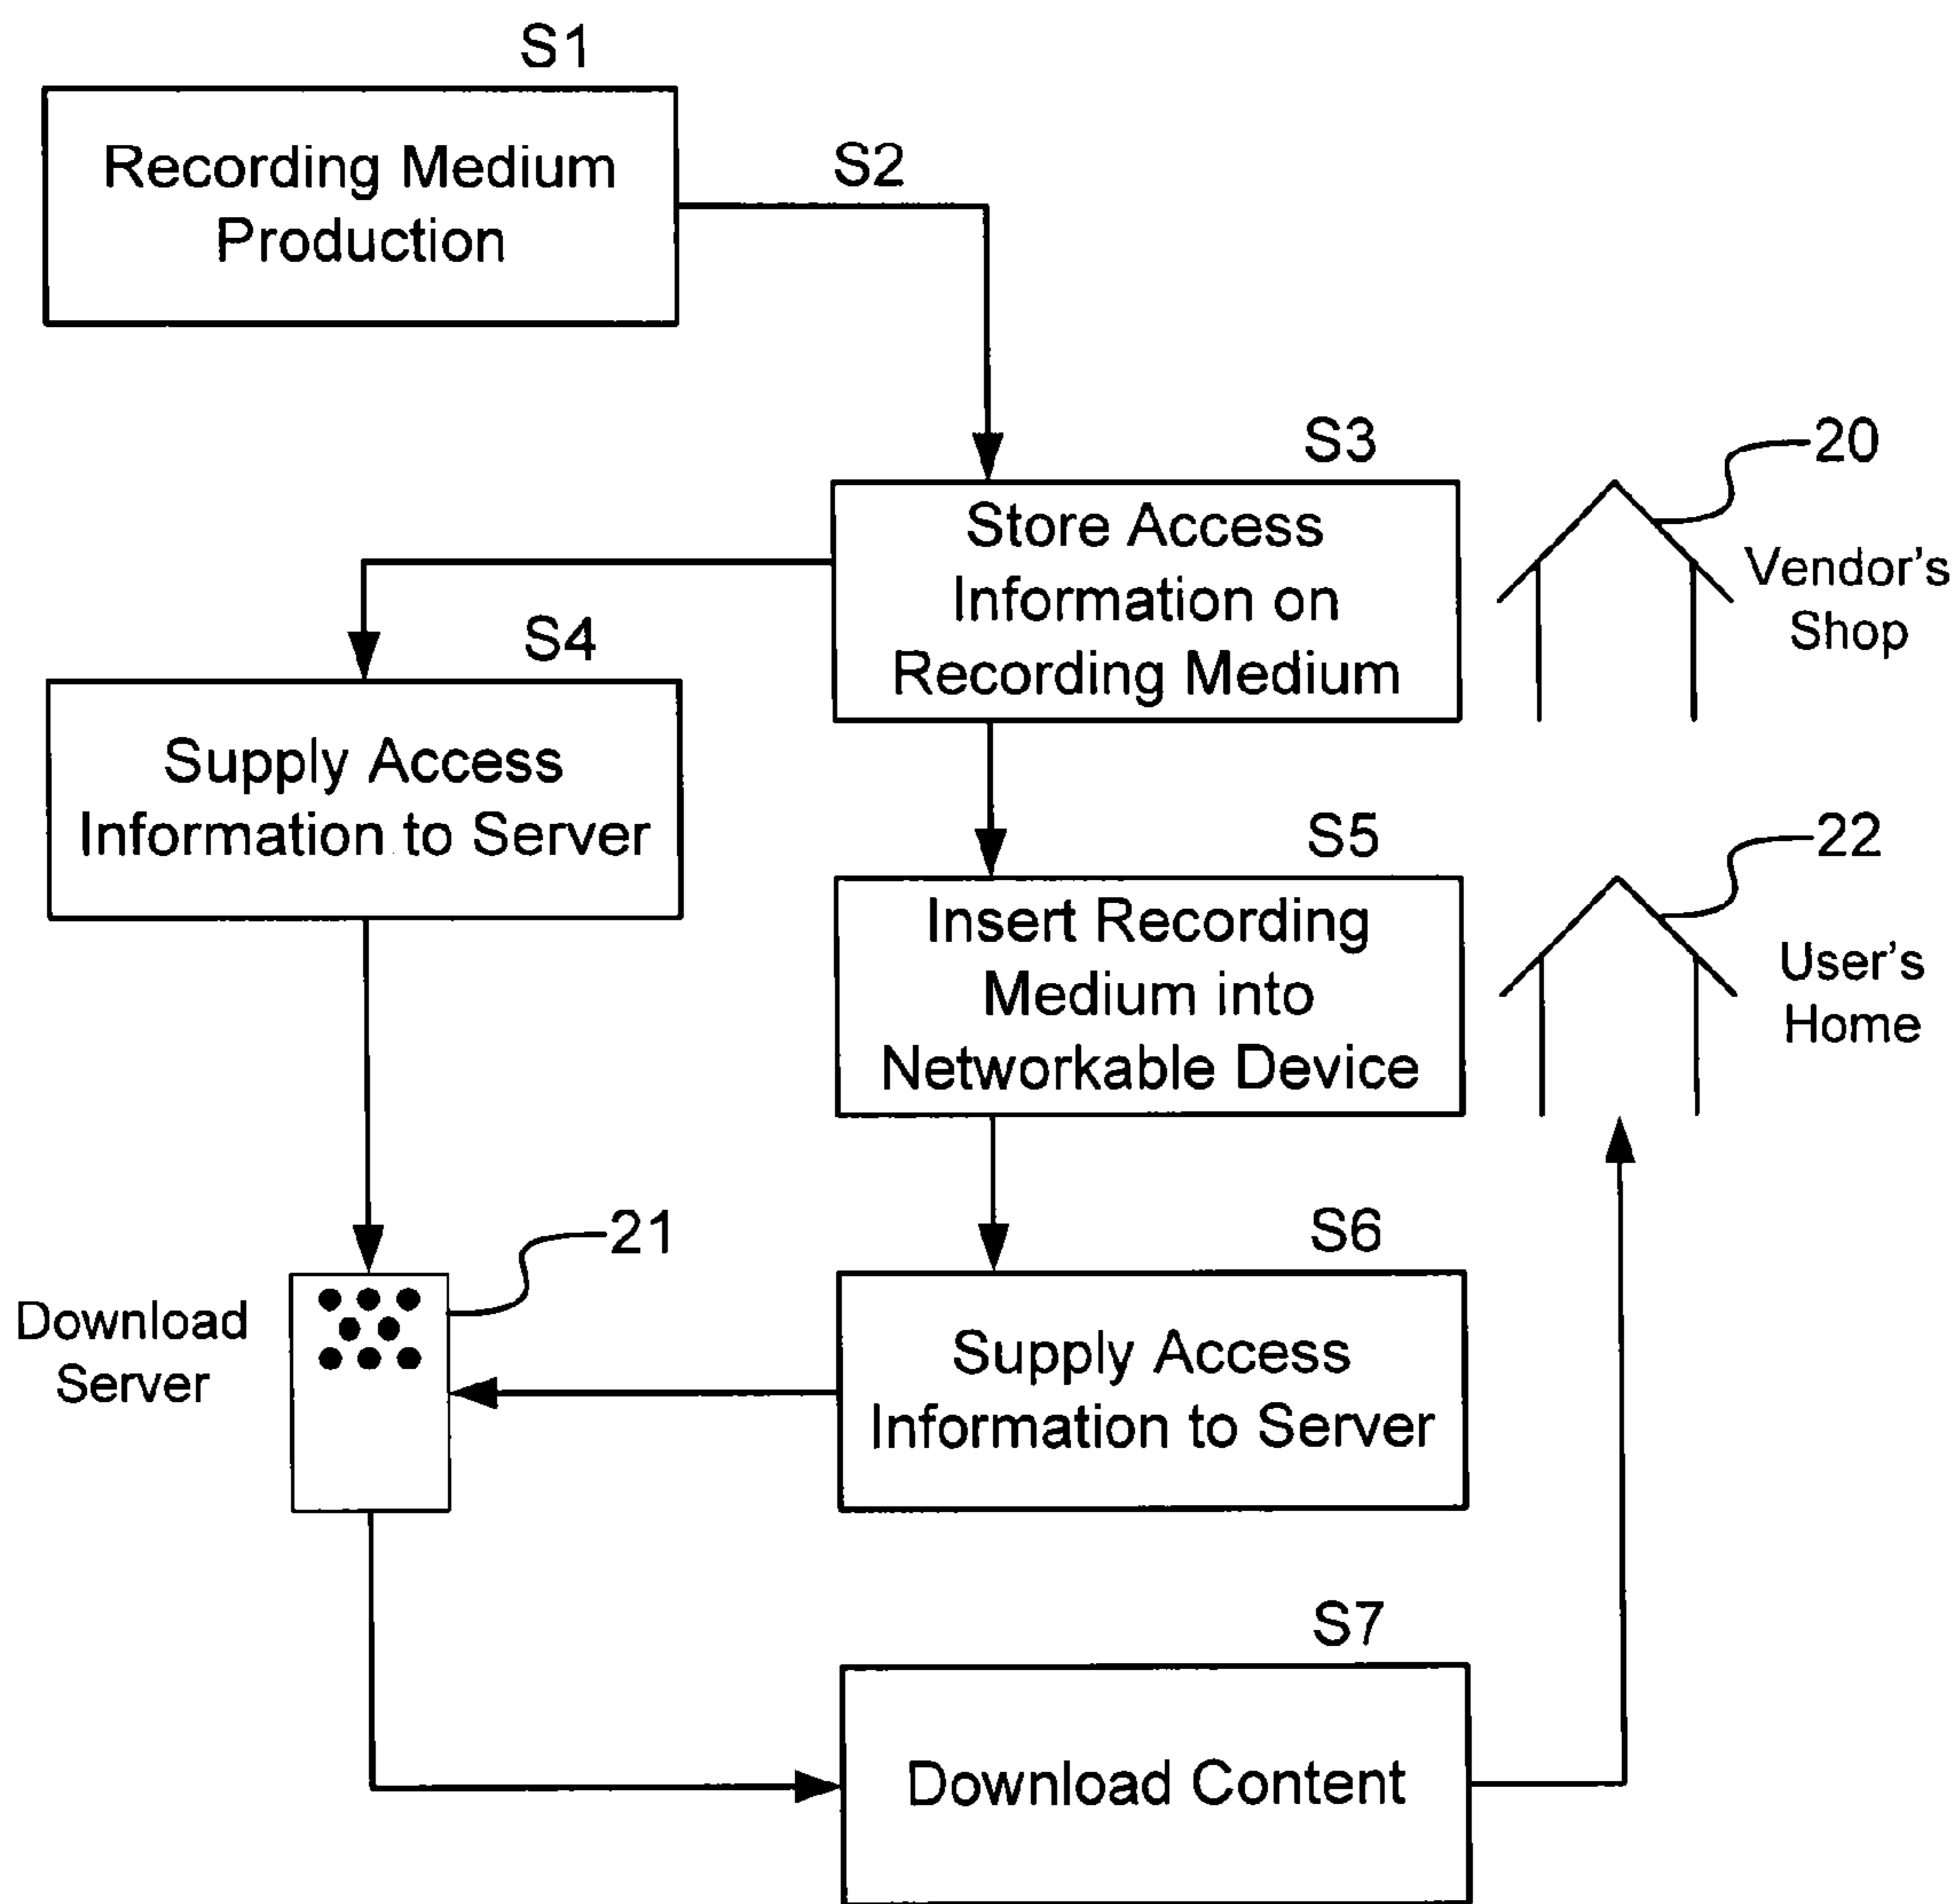 S1
Recording Medium
Production
S2
S3
Store Access
Information on
Recording Medium
20
Vendor's
Shop
S4
Supply Access
Information to Server
S5
Insert Recording
Medium into
Networkable Device
22
User's
Home
21
Download
Server
S6
Supply Access
Information to Server
S7
Download Content